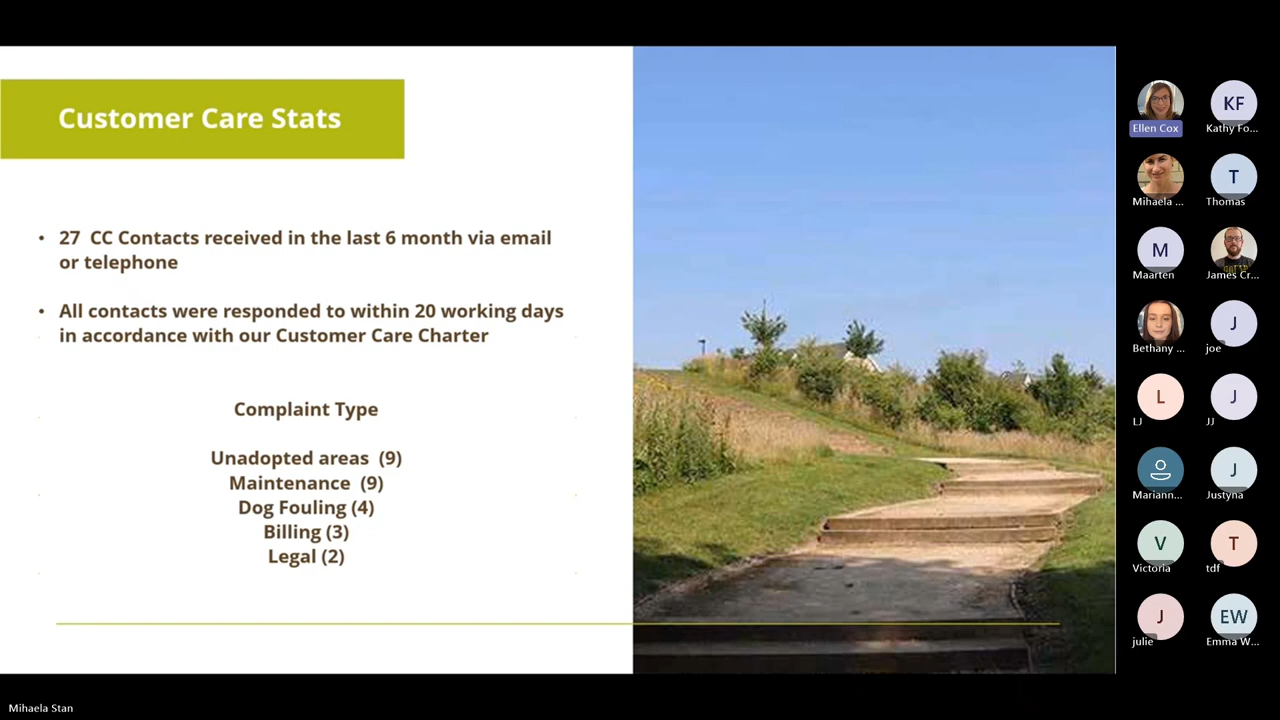 Customer Care Stats
• 27 CC Contacts received in the last 6 month via email
or telephone
• All contacts were responded to within 20 working days
in accordance with our Customer Care Charter
Complaint Type
Unadopted areas (9)
Maintenance (9)
Dog Fouling (4)
Billing (3)
Legal (2)
Ellen Cox
KF
Kathy Fo...
Mihaela ...
T
Thomas
M
Maarten
James Cr...
Bethany ...
J
joe
L
LJ
J
JJ
Mariann...
J
Justyna
V
Victoria
T
tdf
J
julie
EW
Emma W...
Mihaela Stan